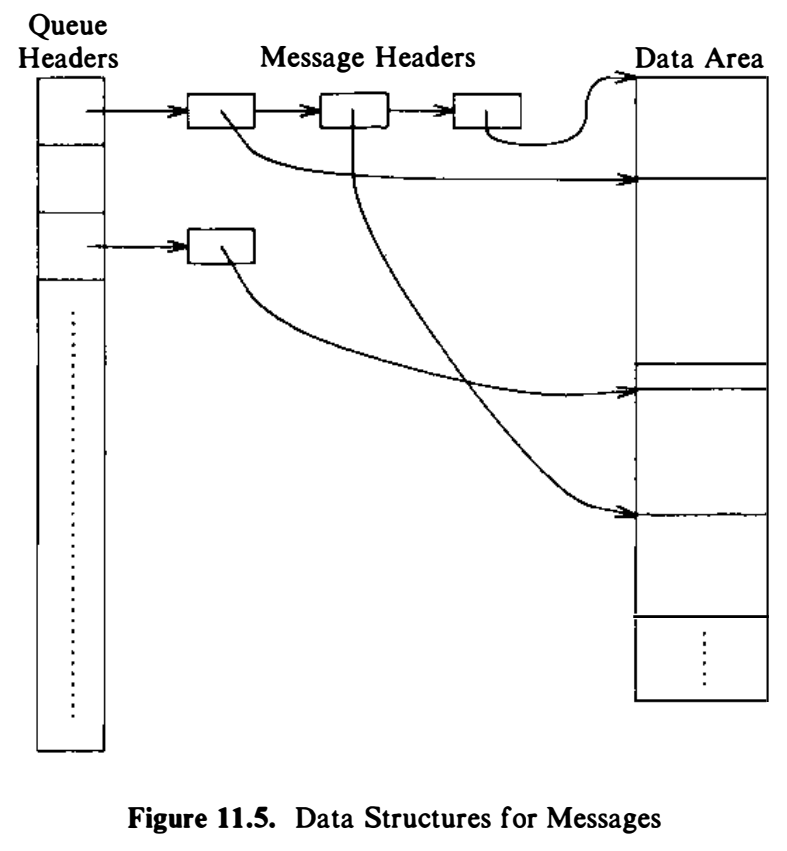 Queue
Headers
Message Headers
Data Area
Figure 11.5. Data Structures for Messages